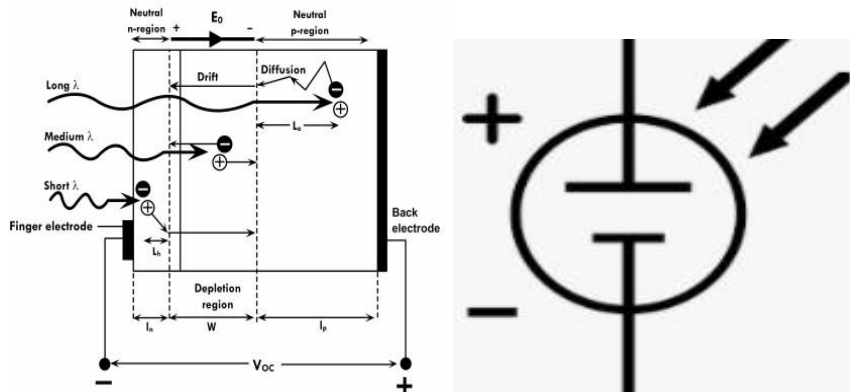 Neutral
n-region
+
E₀
−
Neutral
p-region
Diffusion
Drift
Long λ
−
+
Lₑ
Medium λ
−
+
Short λ
−
+
Finger electrode
Lₕ
Back
electrode
Depletion
region
lₙ
W
lₚ
V_OC
−
+
+
−